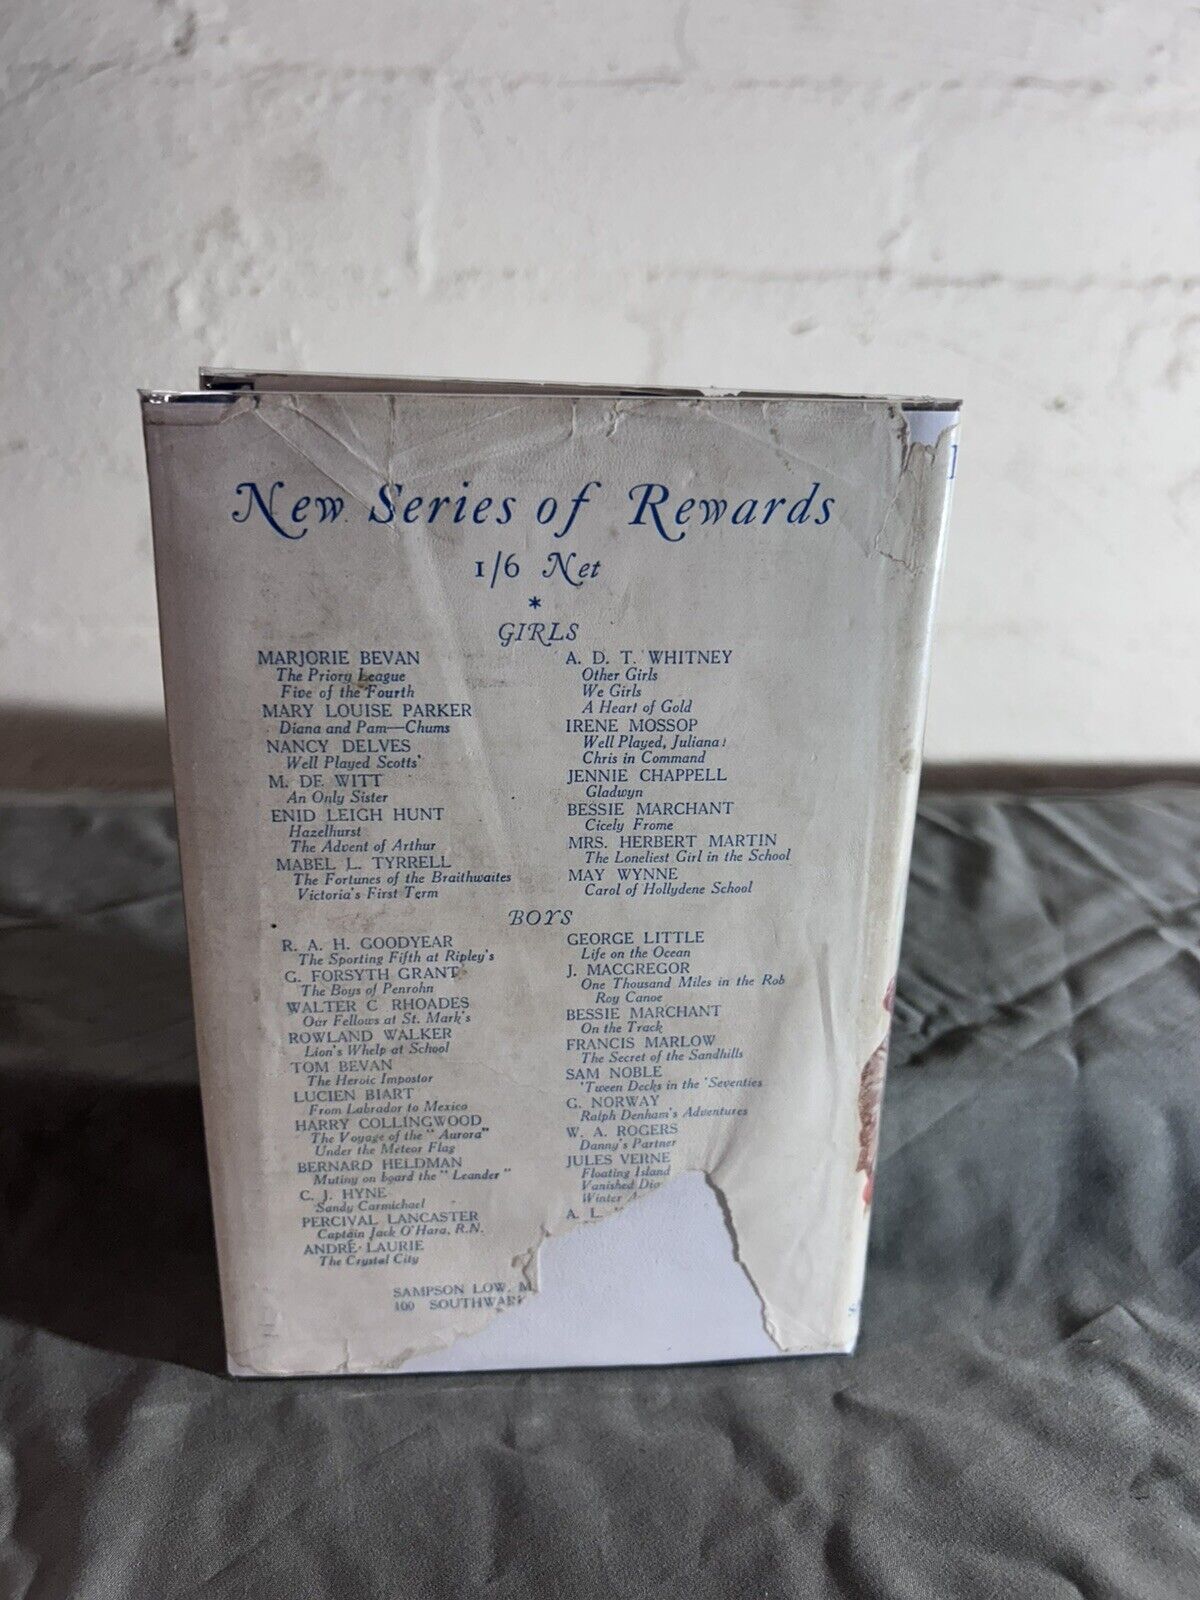 New Series of Rewards
1/6 Net
*
GIRLS
MARJORIE BEVAN
The Priory League
Five of the Fourth
MARY LOUISE PARKER
Diana and Pam—Chums
NANCY DELVES
Well Played Scotts'
M. DE WITT
An Only Sister
ENID LEIGH HUNT
Hazelhurst
The Advent of Arthur
MABEL L. TYRRELL
The Fortunes of the Braithwaites
Victoria's First Term
A. D. T. WHITNEY
Other Girls
We Girls
A Heart of Gold
IRENE MOSSOP
Well Played, Juliana!
Chris in Command
JENNIE CHAPPELL
Gladwyn
BESSIE MARCHANT
Cicely Frome
MRS. HERBERT MARTIN
The Loneliest Girl in the School
MAY WYNNE
Carol of Hollydene School
BOYS
R. A. H. GOODYEAR
The Sporting Fifth at Ripley's
G. FORSYTH GRANT
The Boys of Penrohn
WALTER C. RHOADES
Our Fellows at St. Mark's
ROWLAND WALKER
Lion's Whelp at School
TOM BEVAN
The Heroic Impostor
LUCIEN BIART
From Labrador to Mexico
HARRY COLLINGWOOD
The Voyage of the "Aurora"
Under the Meteor Flag
BERNARD HELDMAN
Mutiny on board the "Leander"
C. J. HYNE
Sandy Carmichael
PERCIVAL LANCASTER
Captain Jack O'Hara, R.N.
ANDRÉ LAURIE
The Crystal City
GEORGE LITTLE
Life on the Ocean
J. MACGREGOR
One Thousand Miles in the Rob
Roy Canoe
BESSIE MARCHANT
On the Track
FRANCIS MARLOW
The Secret of the Sandhills
SAM NOBLE
'Tween Decks in the 'Seventies
G. NORWAY
Ralph Denham's Adventures
W. A. ROGERS
Danny's Partner
JULES VERNE
Floating Island
Vanished
Winter
A. L.
SAMPSON LOW, M
100 SOUTHWARK